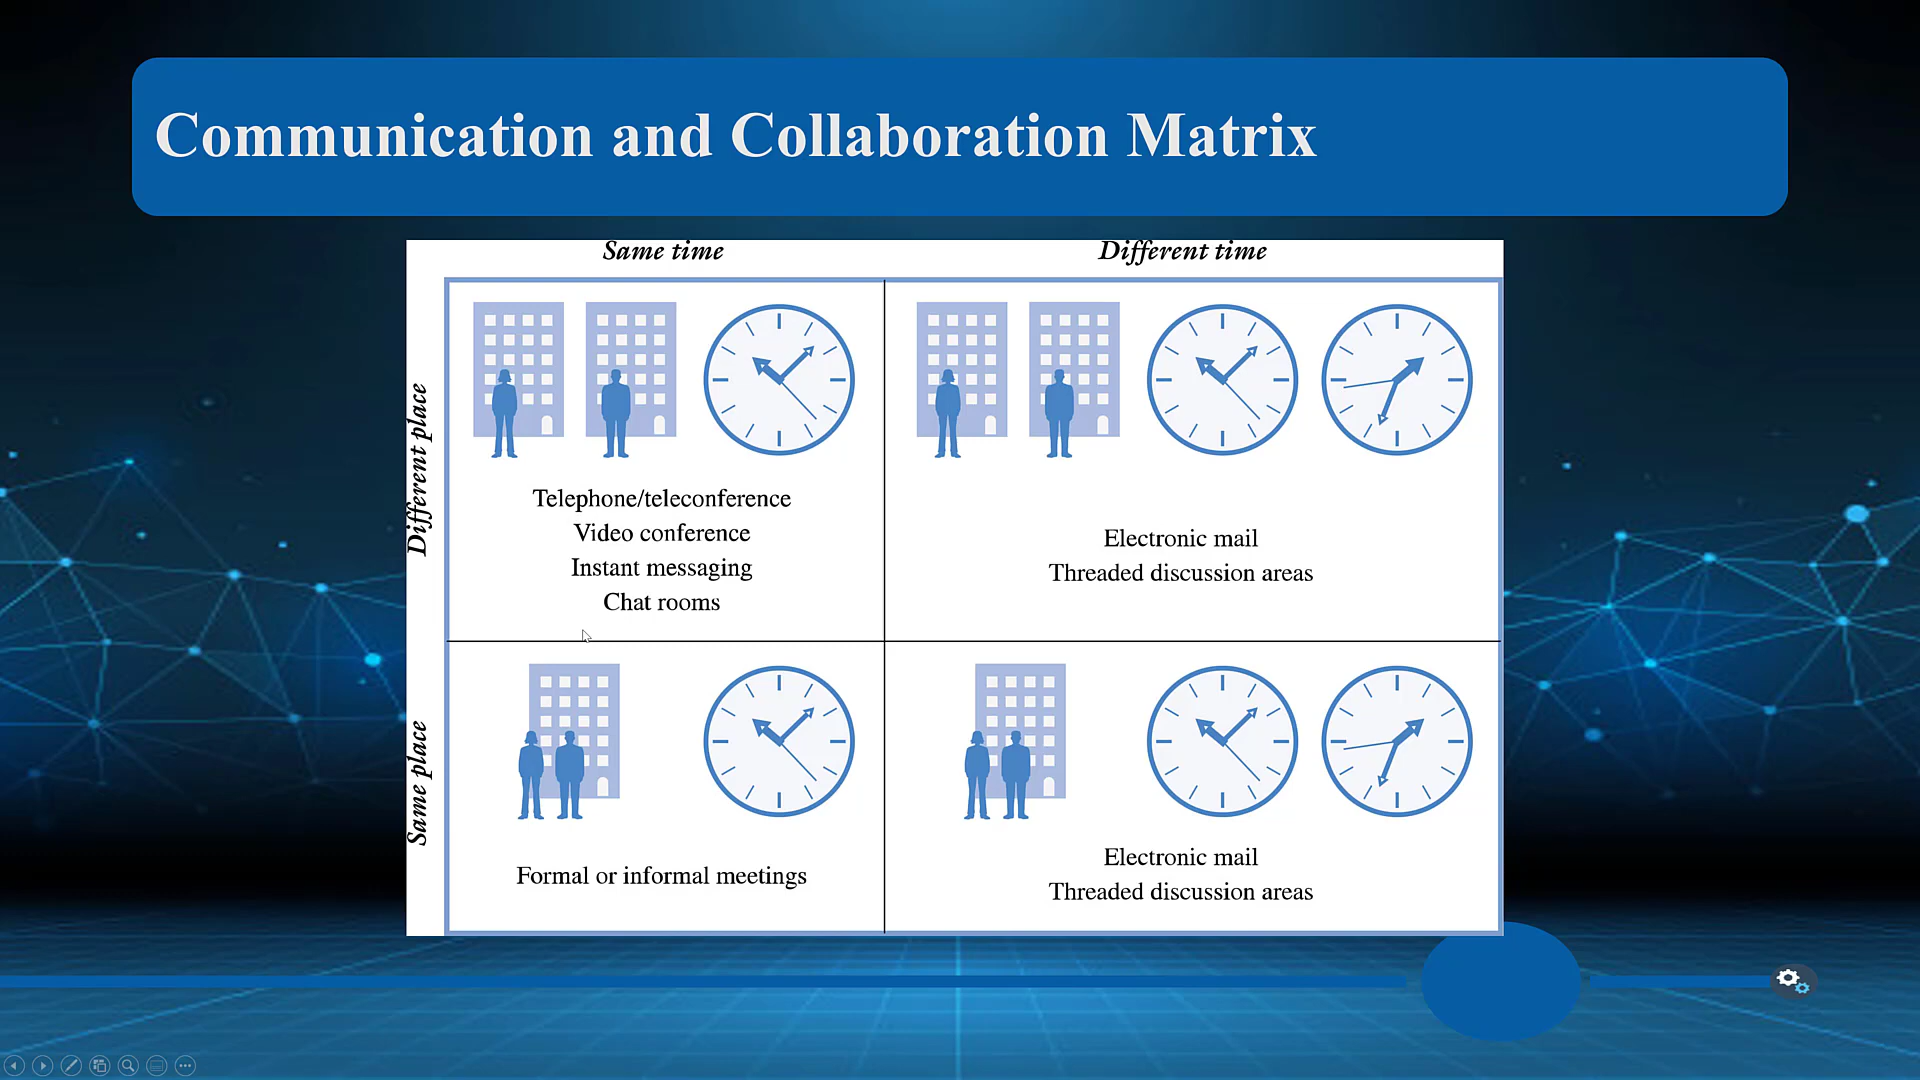 Communication and Collaboration Matrix
Same time
Different time
Different place
Telephone/teleconference
Video conference
Instant messaging
Chat rooms
Electronic mail
Threaded discussion areas
Same place
Formal or informal meetings
Electronic mail
Threaded discussion areas